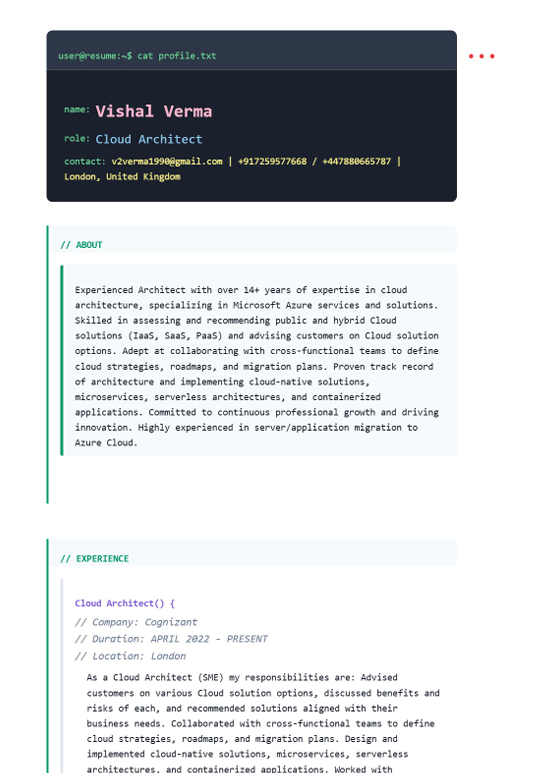 user@resume:~$ cat profile.txt
name: Vishal Verma
role: Cloud Architect
contact: v2verma1990@gmail.com | +917259577668 / +447880665787 |
London, United Kingdom
// ABOUT
Experienced Architect with over 14+ years of expertise in cloud
architecture, specializing in Microsoft Azure services and solutions.
Skilled in assessing and recommending public and hybrid Cloud
solutions (IaaS, SaaS, PaaS) and advising customers on Cloud solution
options. Adept at collaborating with cross-functional teams to define
cloud strategies, roadmaps, and migration plans. Proven track record
of architecture and implementing cloud-native solutions,
microservices, serverless architectures, and containerized
applications. Committed to continuous professional growth and driving
innovation. Highly experienced in server/application migration to
Azure Cloud.
// EXPERIENCE
Cloud Architect() {
// Company: Cognizant
// Duration: APRIL 2022 - PRESENT
// Location: London
As a Cloud Architect (SME) my responsibilities are: Advised
customers on various Cloud solution options, discussed benefits and
risks of each, and recommended solutions aligned with their
business needs. Collaborated with cross-functional teams to define
cloud strategies, roadmaps, and migration plans. Design and
implemented cloud-native solutions, microservices, serverless
architectures, and containerized applications. Worked with